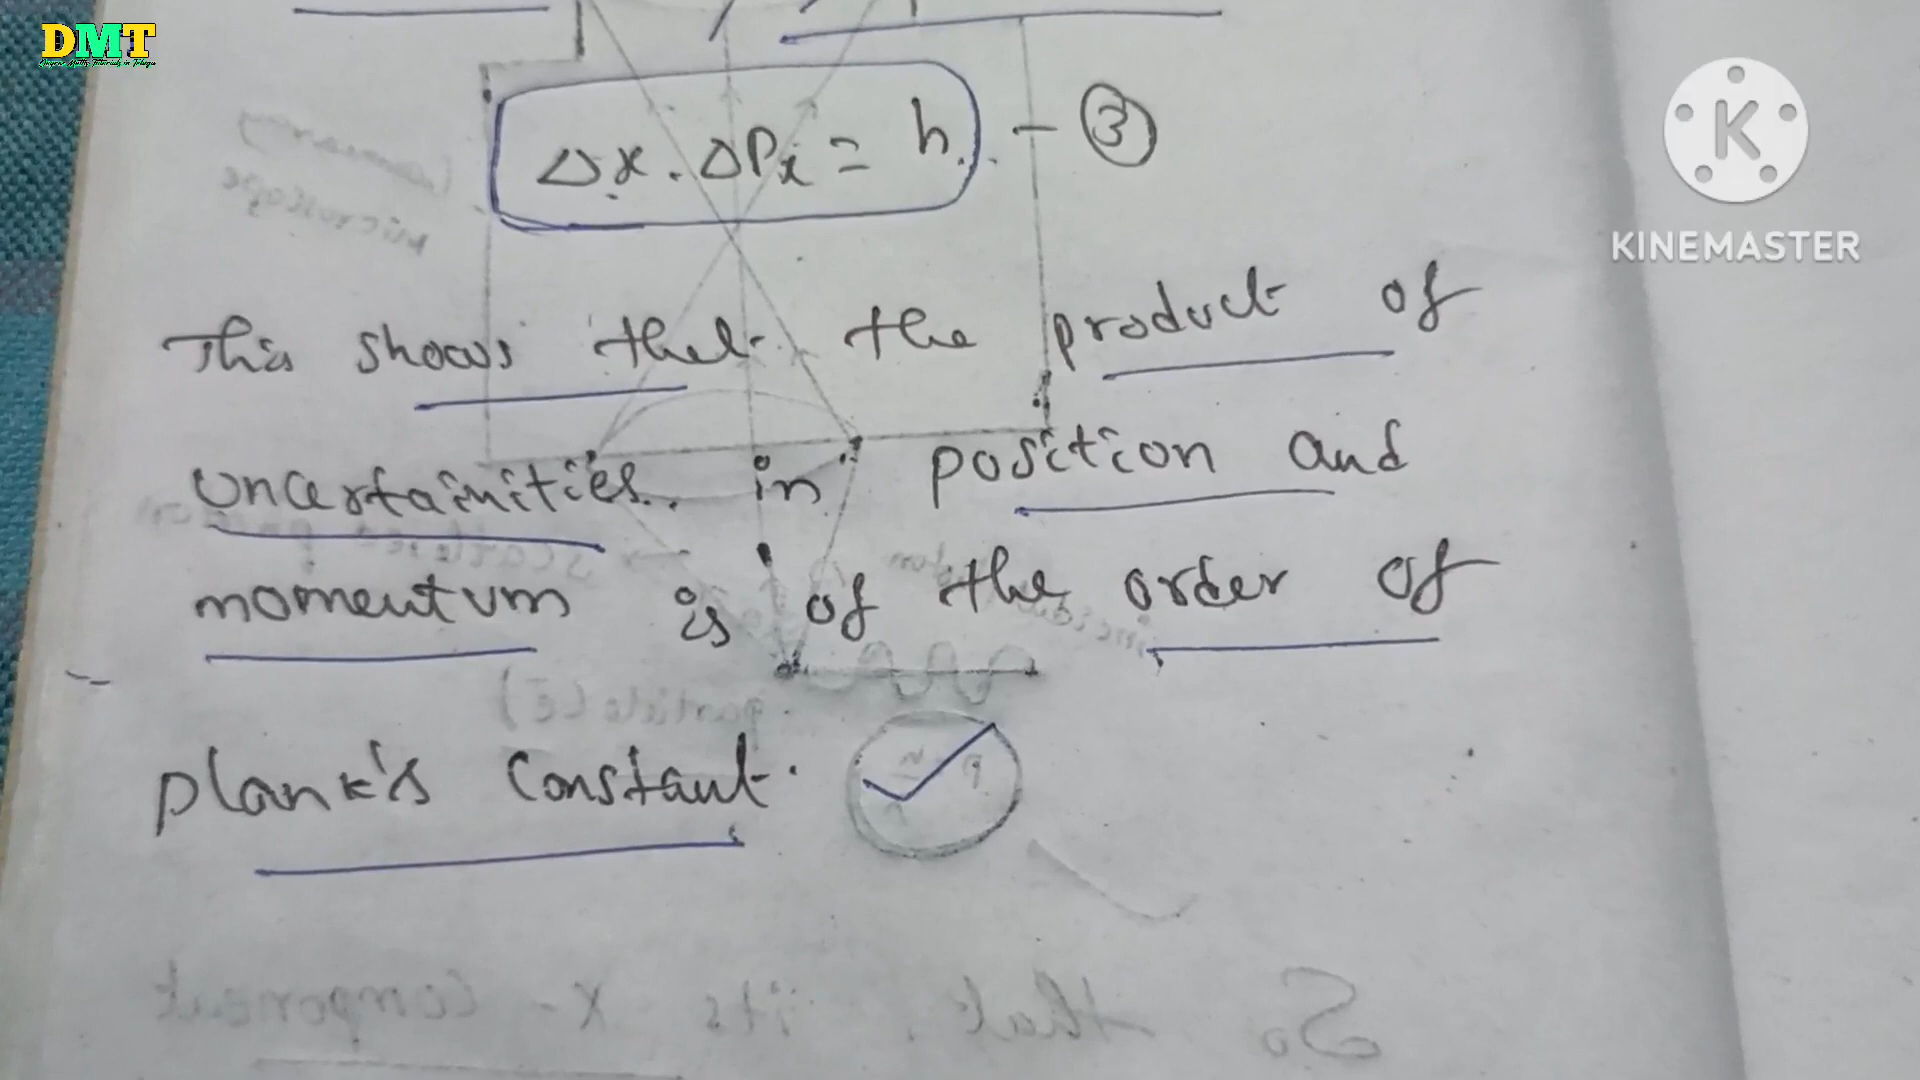 DMT
K
KINEMASTER
Δx. ΔPx = h. - ③
This shows that the product of
uncertainities. in position and
momentum is of the order of
plank's constant.